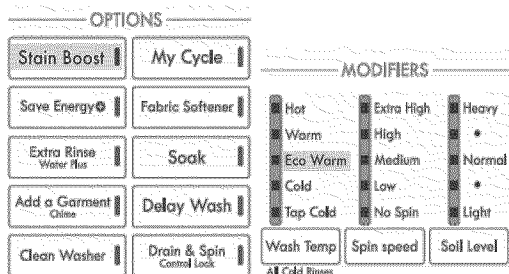 OPTIONS
Stain Boost
My Cycle
Save Energy
Fabric Softener
Extra Rinse
Water Plus
Soak
Add a Garment
Chime
Delay Wash
Clean Washer
Drain & Spin
Control Lock
MODIFIERS
Hot
Extra High
Heavy
Warm
High
Eco Warm
Medium
Normal
Cold
Low
Tap Cold
No Spin
Light
Wash Temp
Spin speed
Soil Level
All Cold Rinses